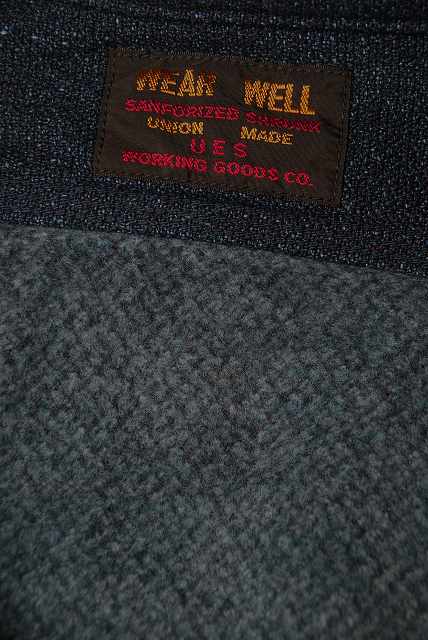 WEAR WELL
SANFORIZED SHRUNK
UNION MADE
UES
WORKING GOODS CO.